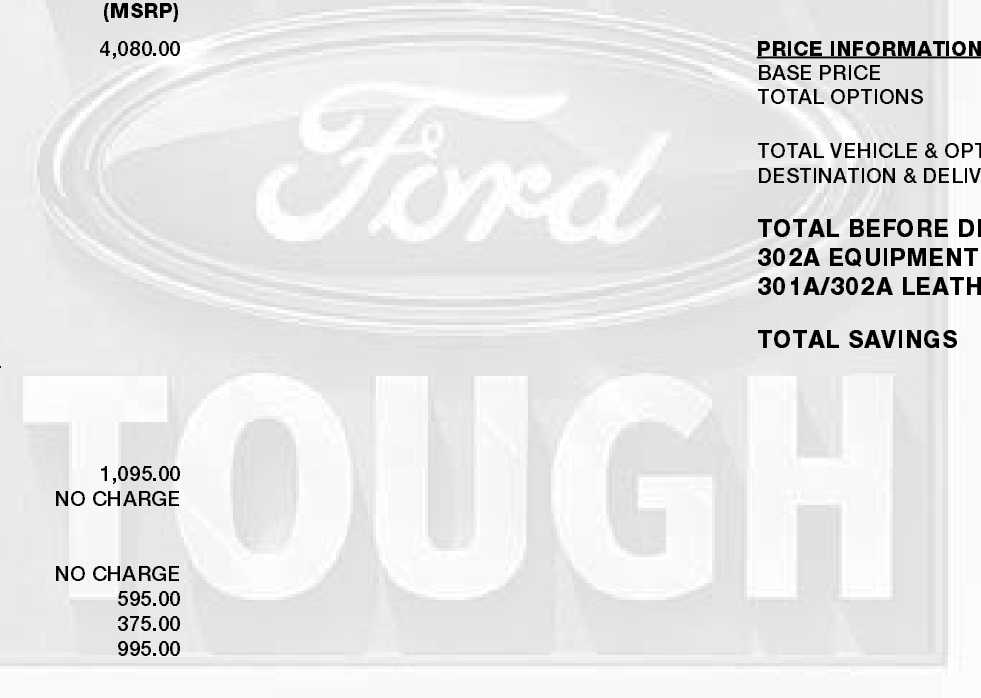 (MSRP)
4,080.00
PRICE INFORMATION
BASE PRICE
TOTAL OPTIONS
TOTAL VEHICLE & OPT
DESTINATION & DELIV
TOTAL BEFORE DI
302A EQUIPMENT
301A/302A LEATH
TOTAL SAVINGS
Ford
TOUGH
1,095.00
NO CHARGE
NO CHARGE
595.00
375.00
995.00